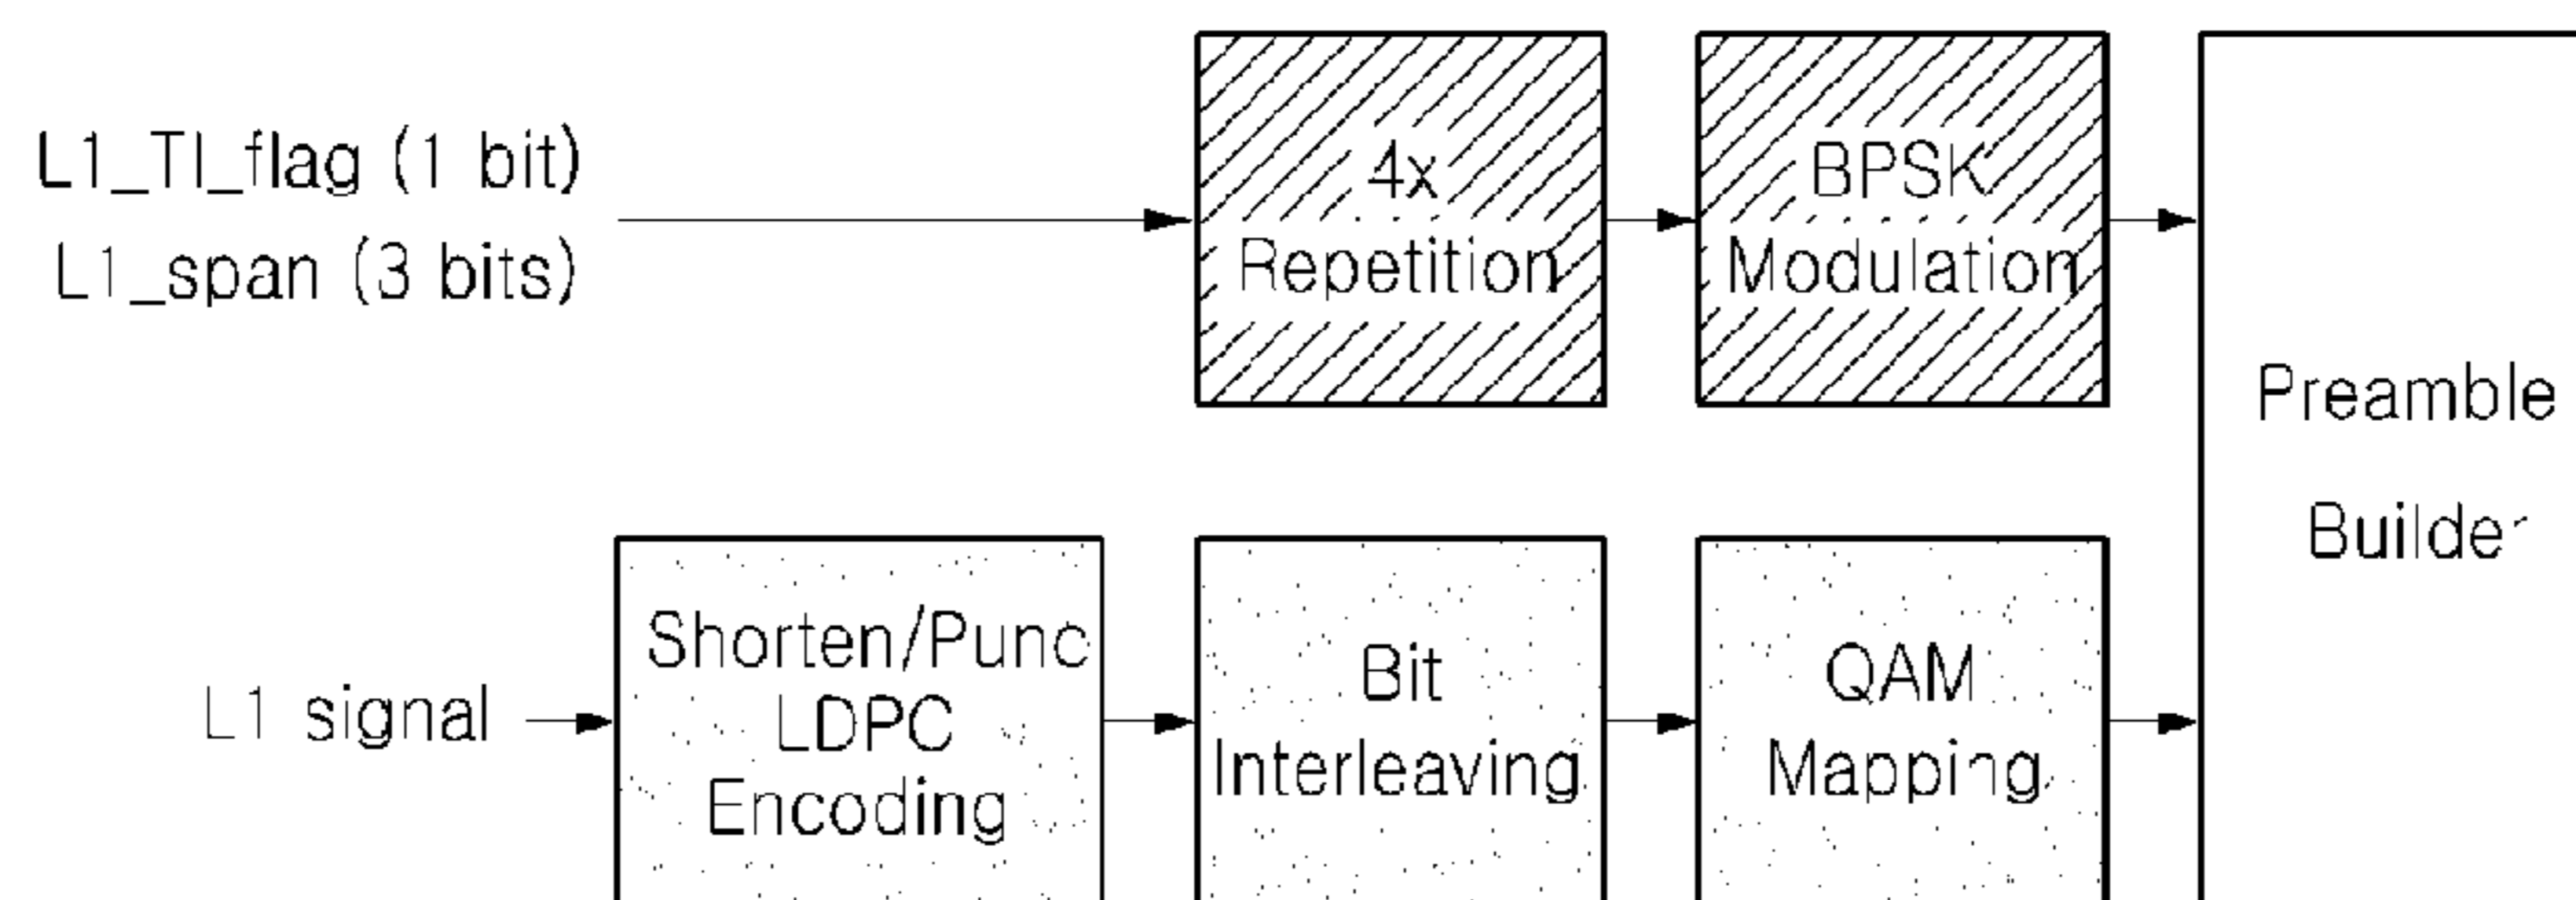 L1_TI_flag (1 bit)
L1_span (3 bits)
4x
Repetition
BPSK
Modulation
Preamble
Builder
L1 signal
Shorten/Punc
LDPC
Encoding
Bit
Interleaving
QAM
Mapping